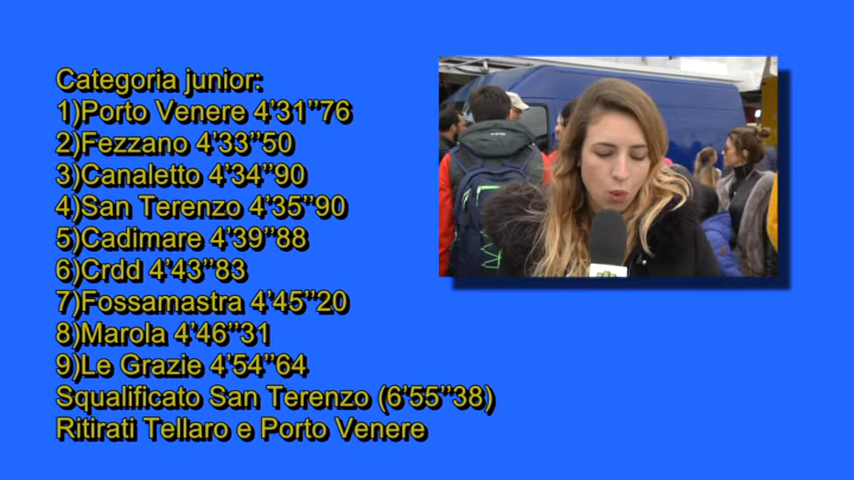 Categoria junior:
1)Porto Venere 4’31’’76
2)Fezzano 4’33’’50
3)Canaletto 4’34’’90
4)San Terenzo 4’35’’90
5)Cadimare 4’39’’88
6)Crdd 4’43’’83
7)Fossamastra 4’45’’20
8)Marola 4’46’’31
9)Le Grazie 4’54’’64
Squalificato San Terenzo (6’55’’38)
Ritirati Tellaro e Porto Venere